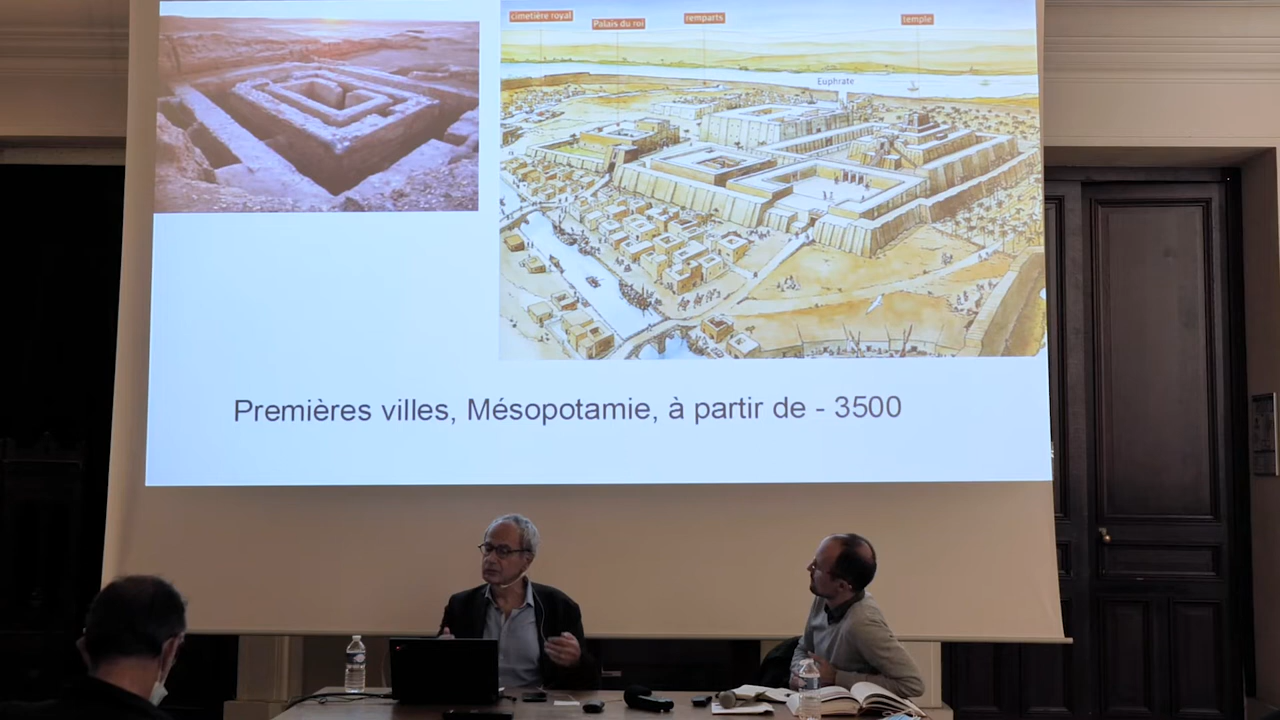 cimetière royal
Palais du roi
remparts
temple
Euphrate
Premières villes, Mésopotamie, à partir de - 3500